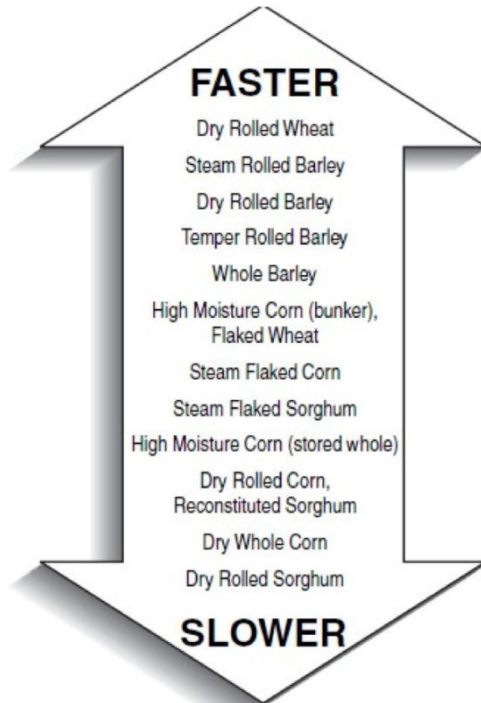 FASTER
Dry Rolled Wheat
Steam Rolled Barley
Dry Rolled Barley
Temper Rolled Barley
Whole Barley
High Moisture Corn (bunker),
Flaked Wheat
Steam Flaked Corn
Steam Flaked Sorghum
High Moisture Corn (stored whole)
Dry Rolled Corn,
Reconstituted Sorghum
Dry Whole Corn
Dry Rolled Sorghum
SLOWER